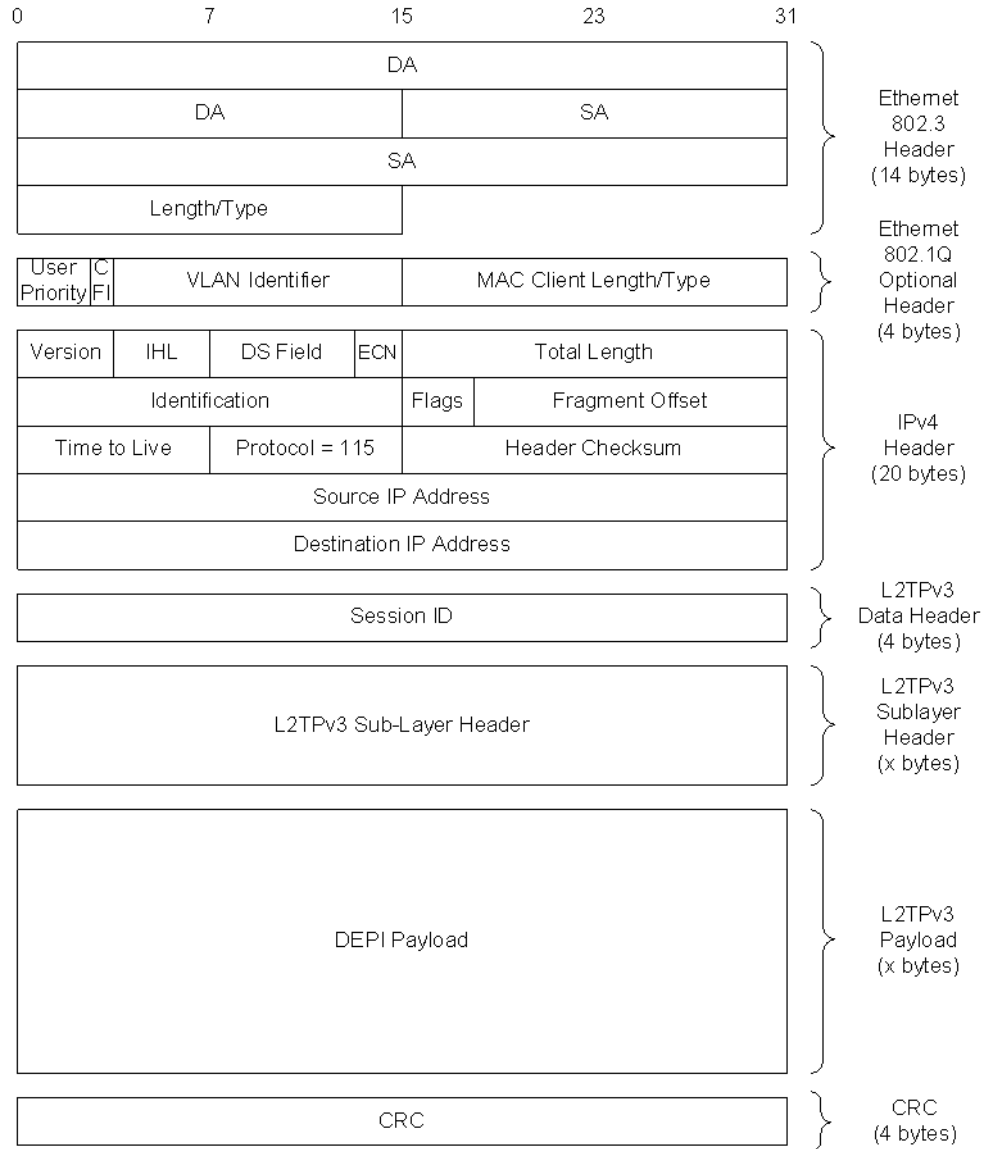 0 7 15 23 31
DA
DA SA
SA
Length/Type
Ethernet
802.3
Header
(14 bytes)
User
Priority
C
FI
VLAN Identifier
MAC Client Length/Type
Ethernet
802.1Q
Optional
Header
(4 bytes)
Version IHL DS Field ECN Total Length
Identification Flags Fragment Offset
Time to Live Protocol = 115 Header Checksum
Source IP Address
Destination IP Address
IPv4
Header
(20 bytes)
Session ID
L2TPv3
Data Header
(4 bytes)
L2TPv3 Sub-Layer Header
L2TPv3
Sublayer
Header
(x bytes)
DEPI Payload
L2TPv3
Payload
(x bytes)
CRC
CRC
(4 bytes)